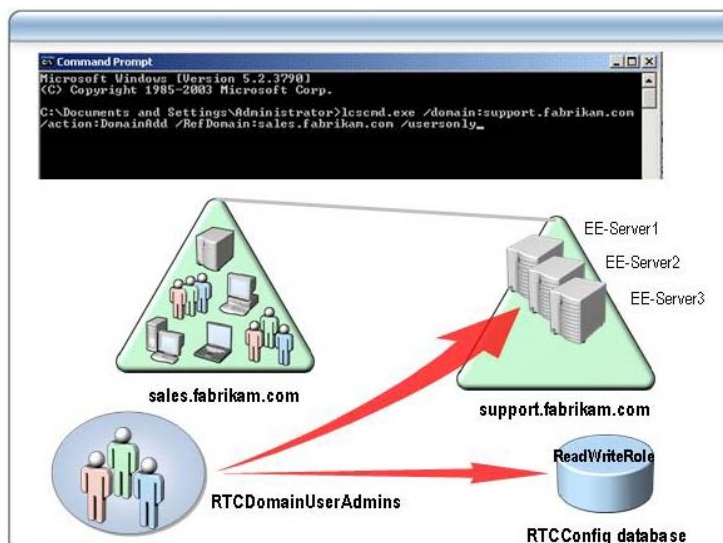 Command Prompt
Microsoft Windows [Version 5.2.3790]
(C) Copyright 1985-2003 Microsoft Corp.
C:\Documents and Settings\Administrator>lcscmd.exe /domain:support.fabrikam.com
/action:DomainAdd /RefDomain:sales.fabrikam.com /usersonly_
EE-Server1
EE-Server2
EE-Server3
sales.fabrikam.com
support.fabrikam.com
ReadWriteRole
RTCDomainUserAdmins
RTCConfig database